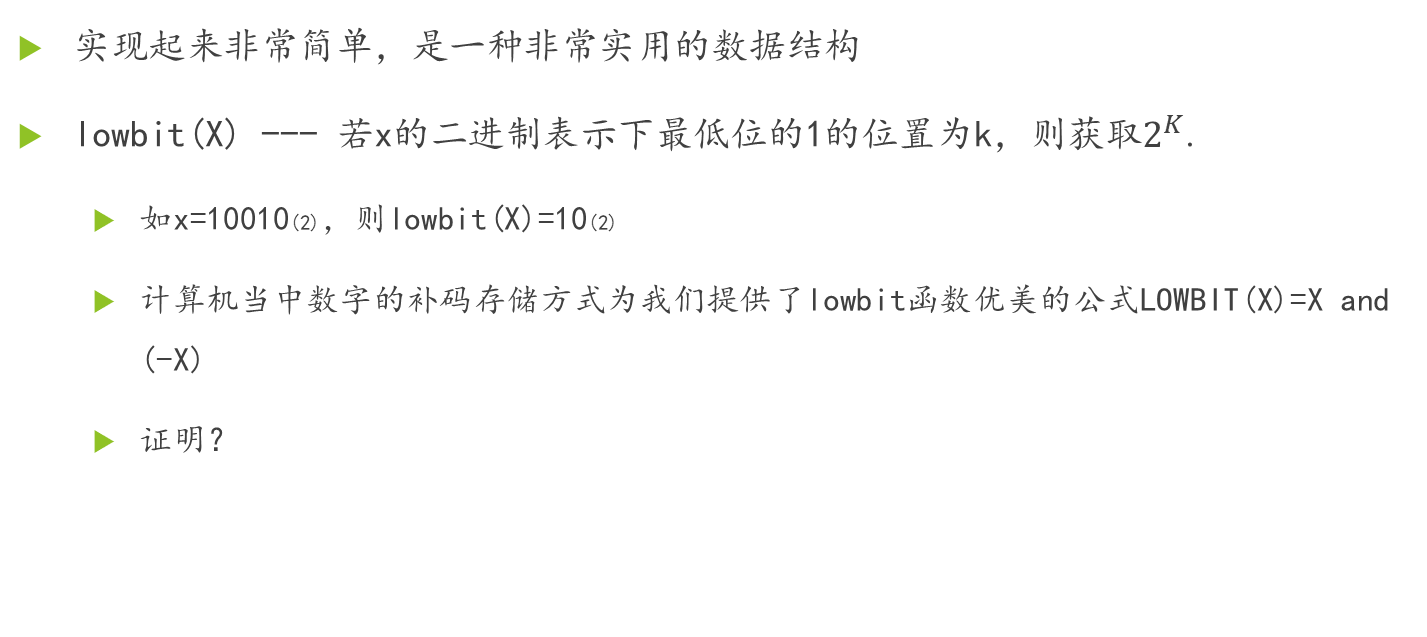 实现起来非常简单，是一种非常实用的数据结构
lowbit(X) --- 若x的二进制表示下最低位的1的位置为k，则获取2^K.
如x=10010(2)，则lowbit(X)=10(2)
计算机当中数字的补码存储方式为我们提供了lowbit函数优美的公式LOWBIT(X)=X and
(-X)
证明?